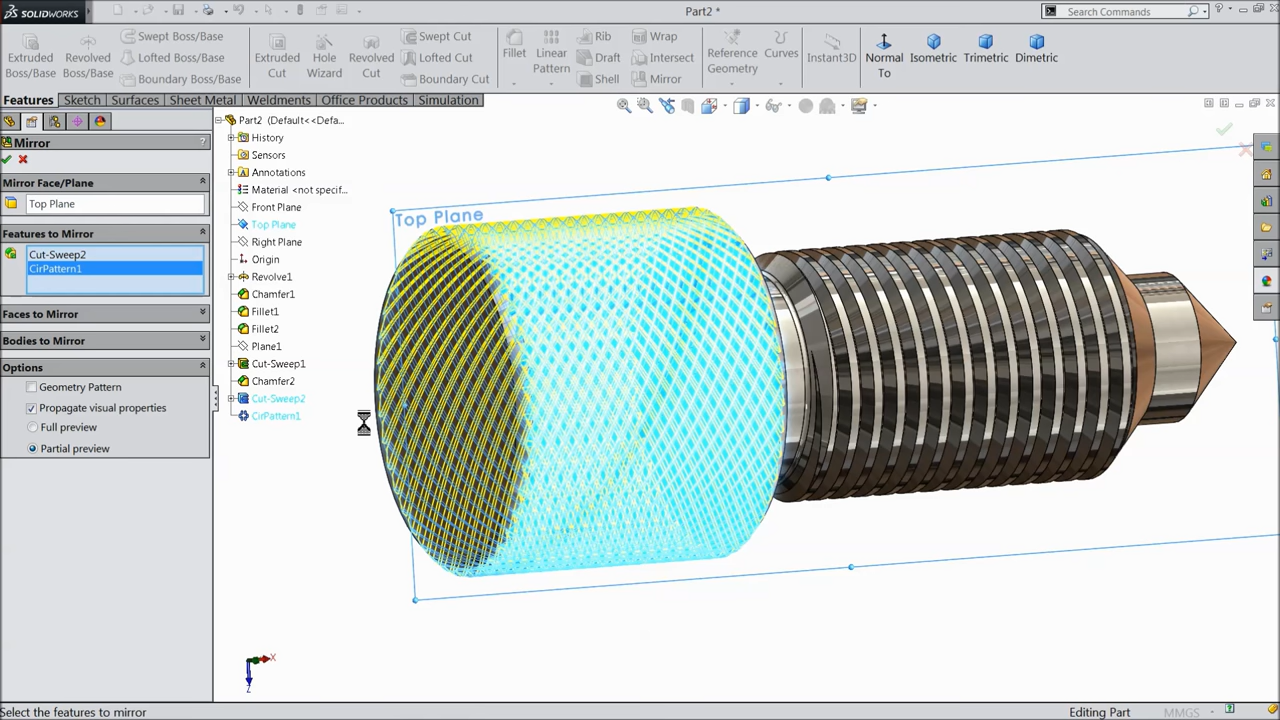 SOLIDWORKS
Part2 *
Search Commands
Extruded Boss/Base
Revolved Boss/Base
Swept Boss/Base
Lofted Boss/Base
Boundary Boss/Base
Extruded Cut
Hole Wizard
Revolved Cut
Swept Cut
Lofted Cut
Boundary Cut
Fillet
Linear Pattern
Rib
Draft
Shell
Wrap
Intersect
Mirror
Reference Geometry
Curves
Instant3D
Normal To
Isometric
Trimetric
Dimetric
Features
Sketch
Surfaces
Sheet Metal
Weldments
Office Products
Simulation
Mirror
?
Mirror Face/Plane
Top Plane
Features to Mirror
Cut-Sweep2
CirPattern1
Faces to Mirror
Bodies to Mirror
Options
Geometry Pattern
Propagate visual properties
Full preview
Partial preview
Part2 (Default<<Defa...
History
Sensors
Annotations
Material <not specif...
Front Plane
Top Plane
Right Plane
Origin
Revolve1
Chamfer1
Fillet1
Fillet2
Plane1
Cut-Sweep1
Chamfer2
Cut-Sweep2
CirPattern1
Top Plane
X
Z
Select the features to mirror
Editing Part
MMGS